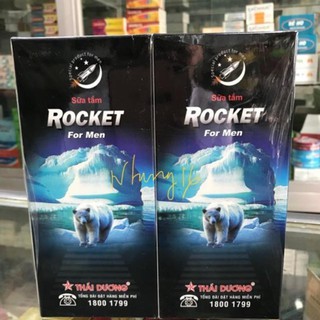 Sữa tắm
ROCKET
For Men
THÁI DƯƠNG
TỔNG ĐÀI ĐẶT HÀNG MIỄN PHÍ
1800 1799
Sữa tắm
ROCKET
For Men
THÁI DƯƠNG
TỔNG ĐÀI ĐẶT HÀNG MIỄN PHÍ
1800 1799